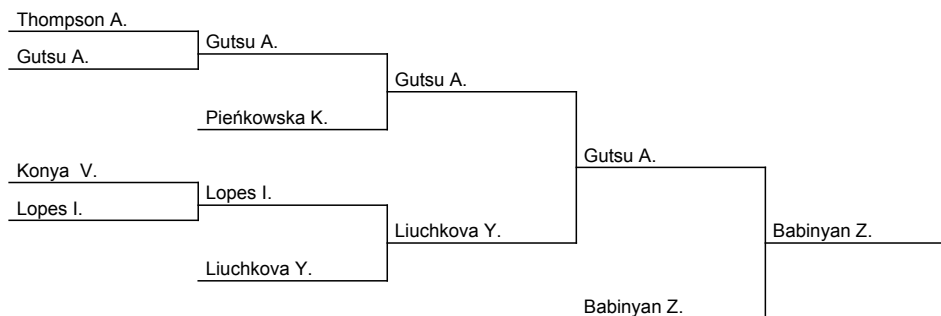 Thompson A.
Gutsu A.
Gutsu A.
Gutsu A.
Pieńkowska K.
Gutsu A.
Konya  V.
Lopes I.
Lopes I.
Liuchkova Y.
Babinyan Z.
Liuchkova Y.
Babinyan Z.